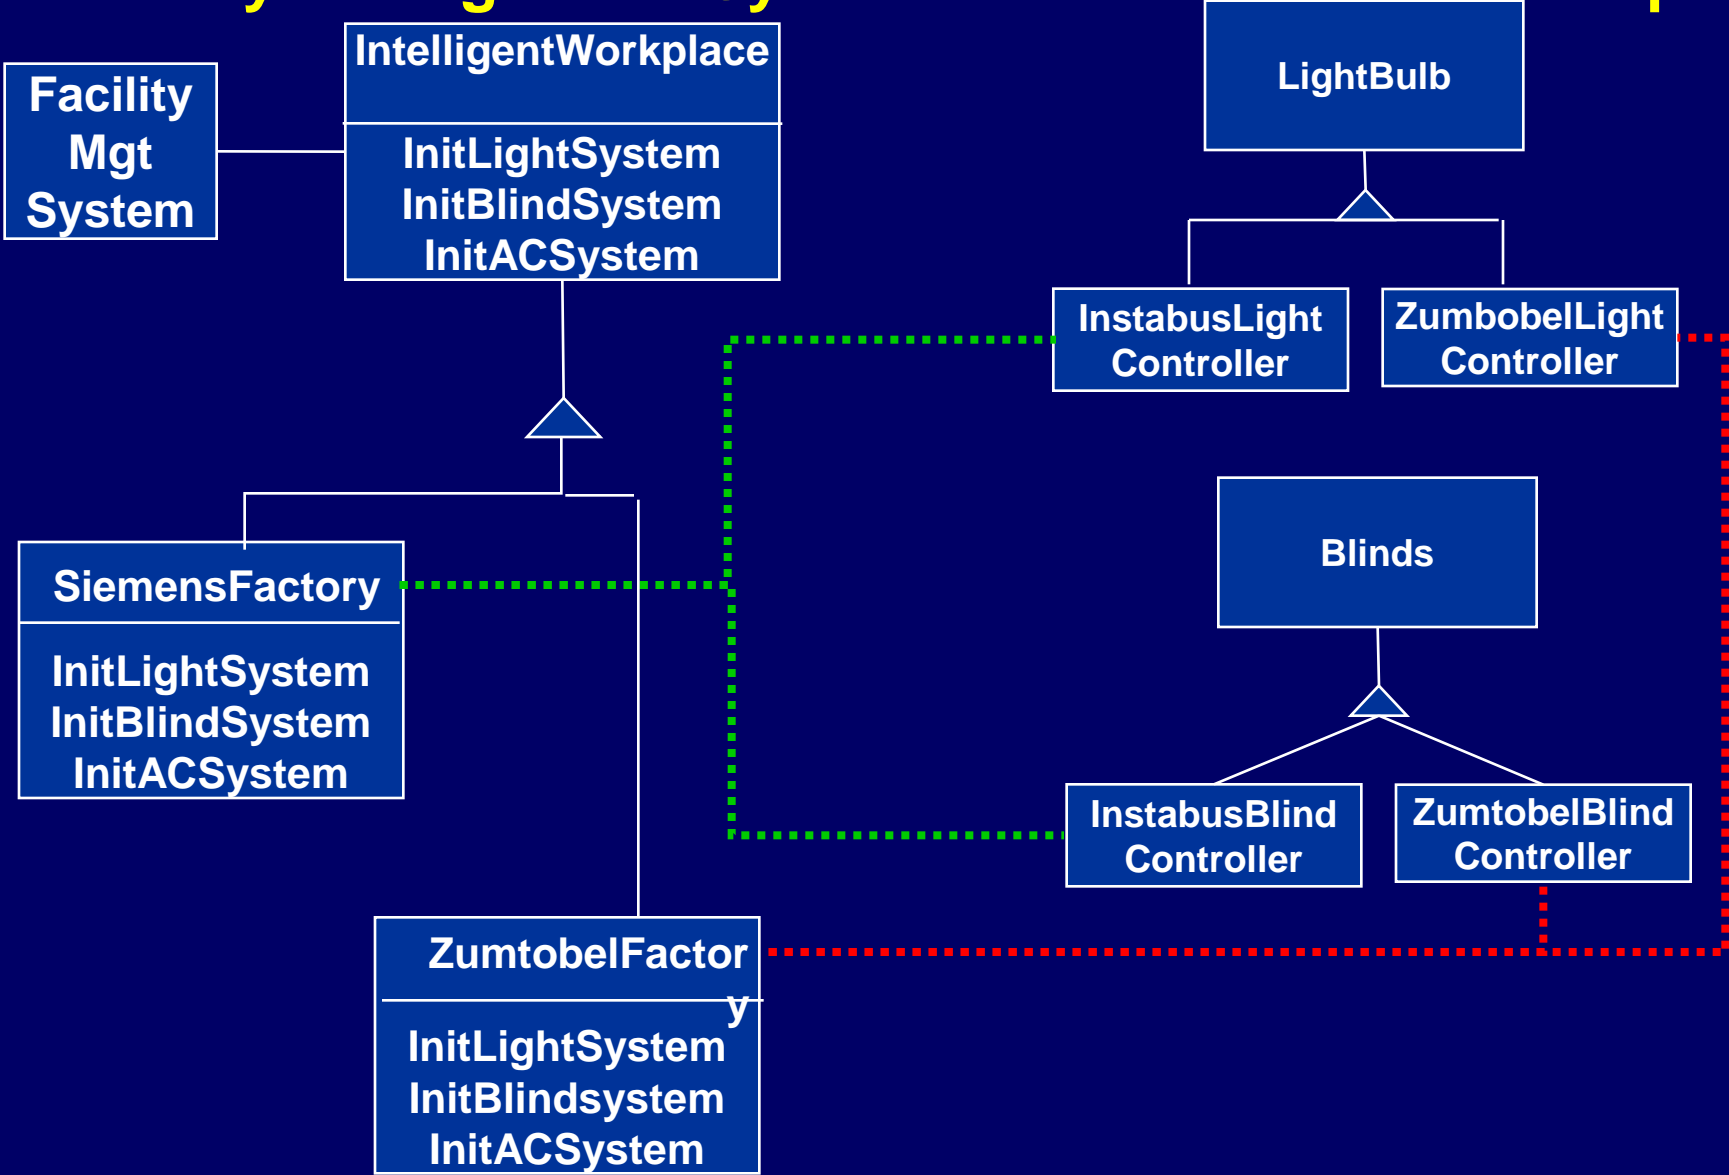 Facility
Mgt
System
IntelligentWorkplace
InitLightSystem
InitBlindSystem
InitACSystem
LightBulb
InstabusLight
Controller
ZumbobelLight
Controller
SiemensFactory
InitLightSystem
InitBlindSystem
InitACSystem
Blinds
InstabusBlind
Controller
ZumtobelBlind
Controller
ZumtobelFactor
y
InitLightSystem
InitBlindsystem
InitACSystem